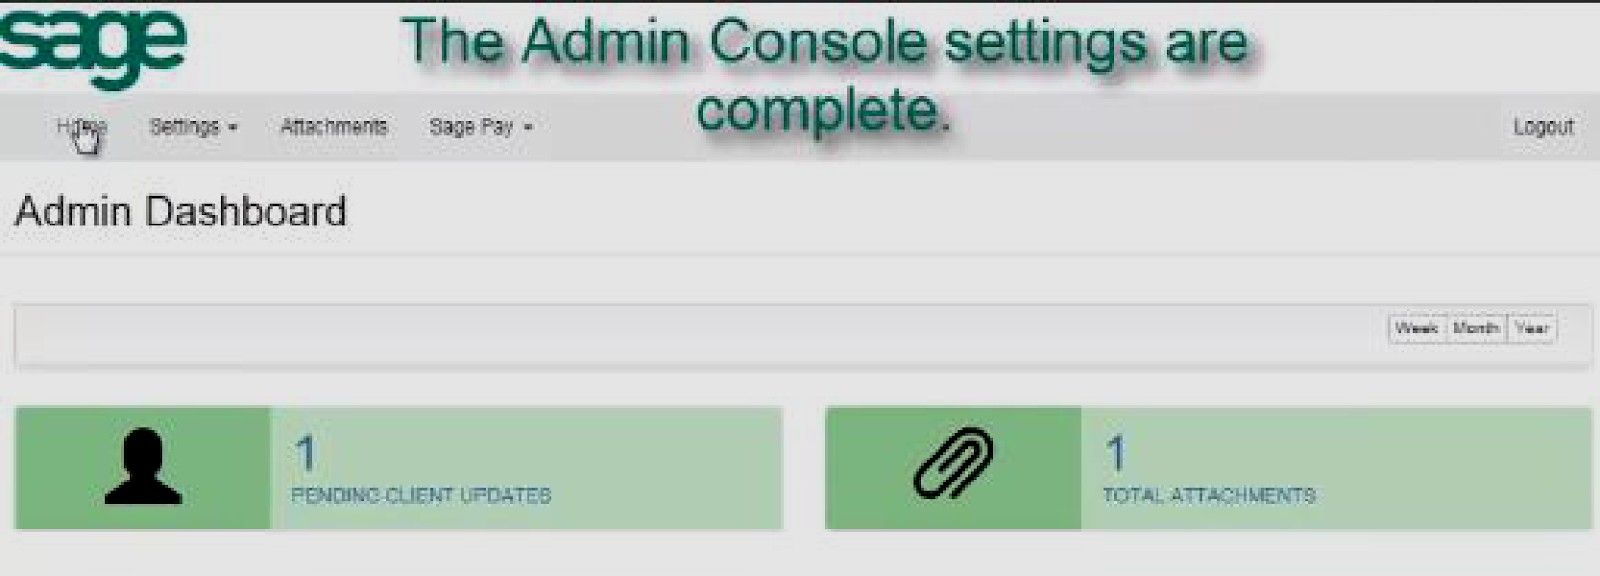 sage
The Admin Console settings are
complete.
Home Settings Attachments Sage Pay Logout
Admin Dashboard
Week Month Year
1
PENDING CLIENT UPDATES
1
TOTAL ATTACHMENTS